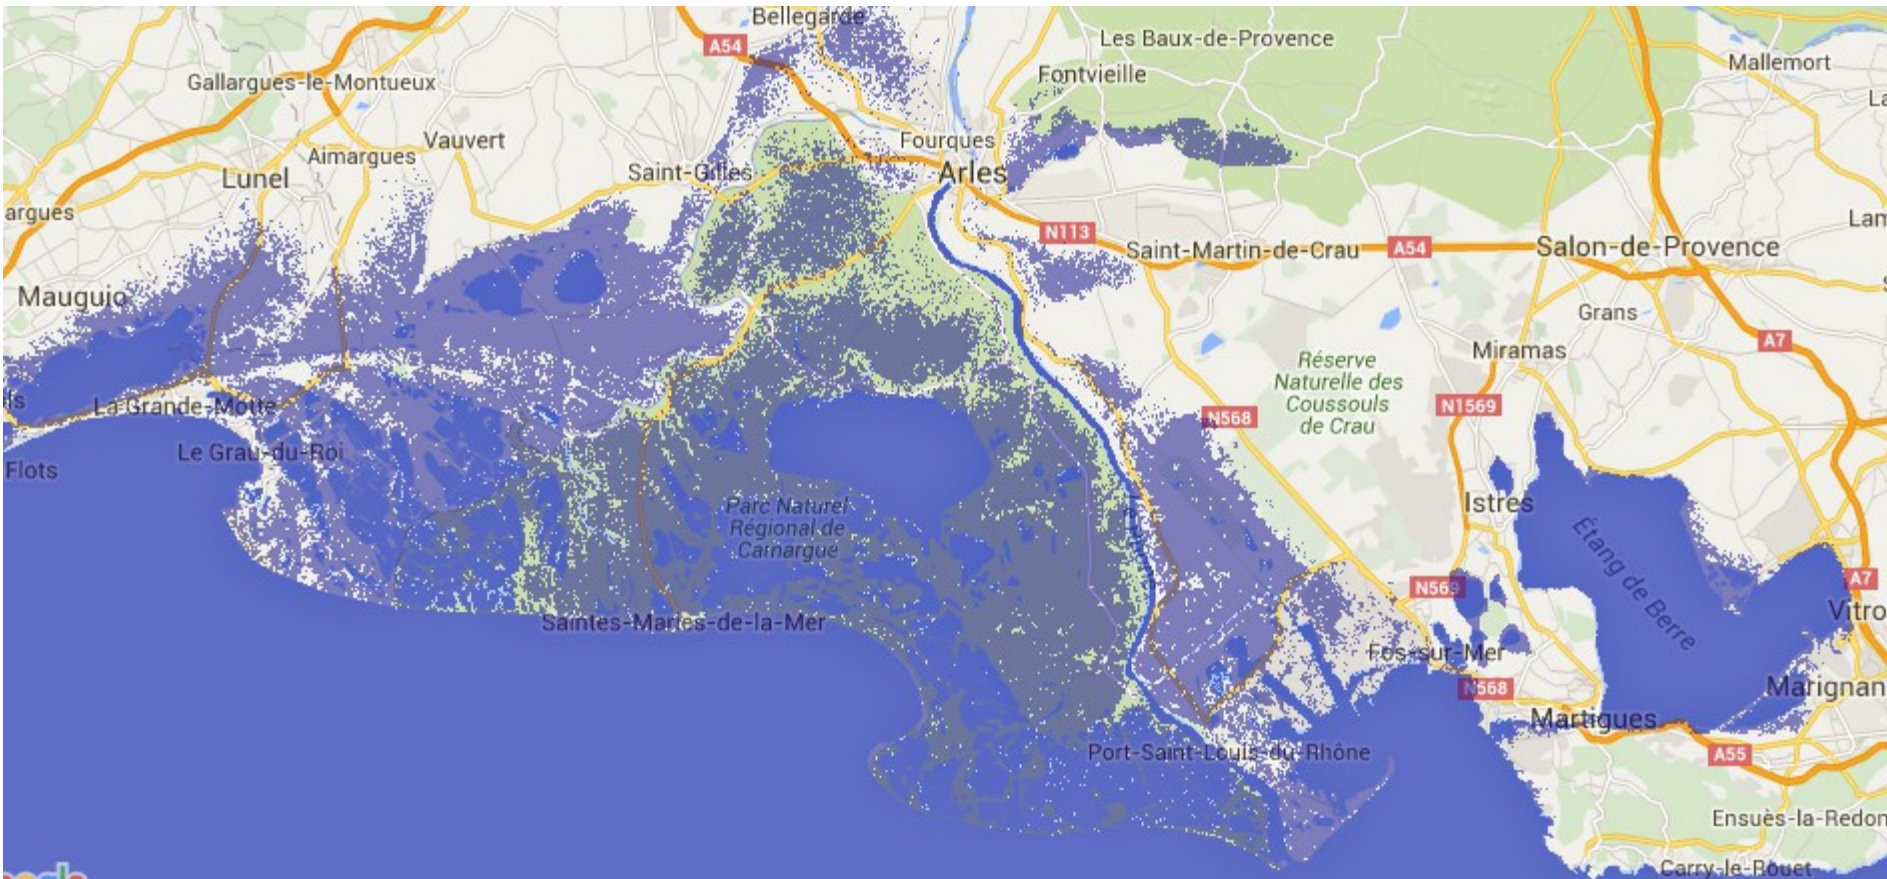 Bellegarde
A54
Les Baux-de-Provence
Mallemort
Gallargues-le-Montueux
Fontvieille
La
Vauvert
Fourques
Aimargues
Lunel
Saint-Gilles
Arles
argues
Lam
N113
Saint-Martin-de-Crau
A54
Salon-de-Provence
Mauguio
Grans
A7
Miramas
Réserve
Naturelle des
Coussouls
de Crau
La Grande-Motte
N568
N1569
Le Grau-du-Roi
Flots
Istres
Parc Naturel
Régional de
Camargue
Étang de Berre
N569
A7
Vitro
Saintes-Maries-de-la-Mer
Fos-sur-Mer
N568
Marignan
Martigues
Port-Saint-Louis-du-Rhône
A55
Ensuès-la-Redon
Carry-le-Rouet